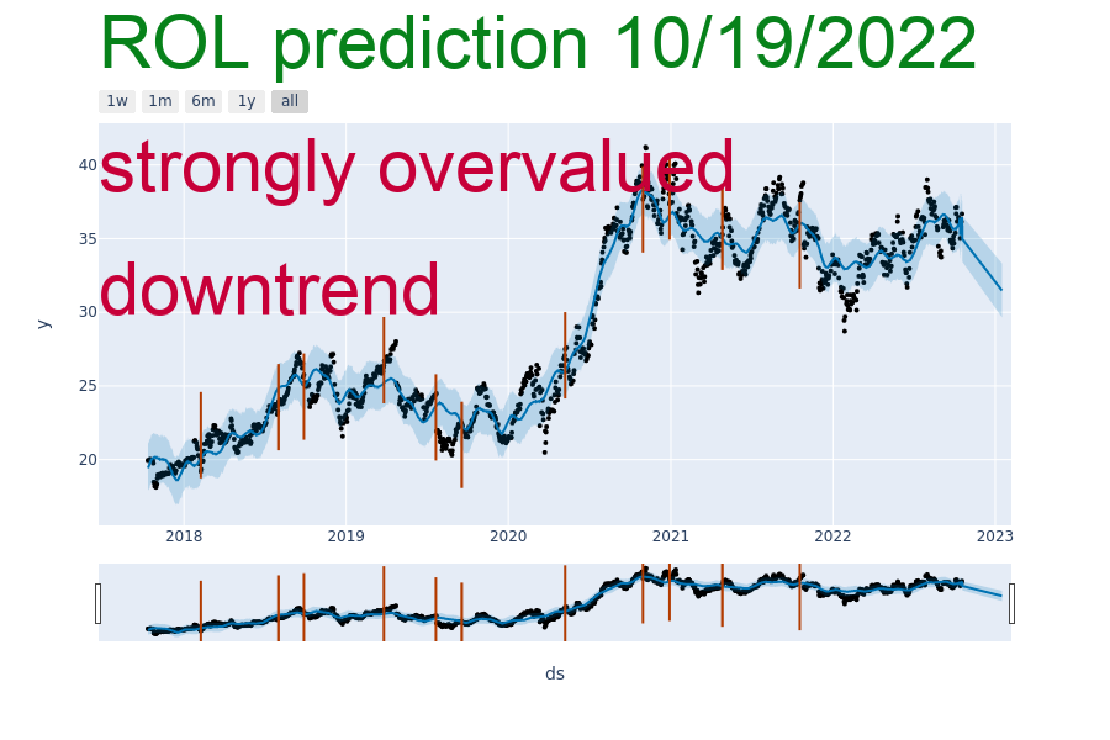 ROL prediction 10/19/2022
1w 1m 6m 1y all
strongly overvalued
downtrend
40
35
30
25
20
y
2018 2019 2020 2021 2022 2023
ds